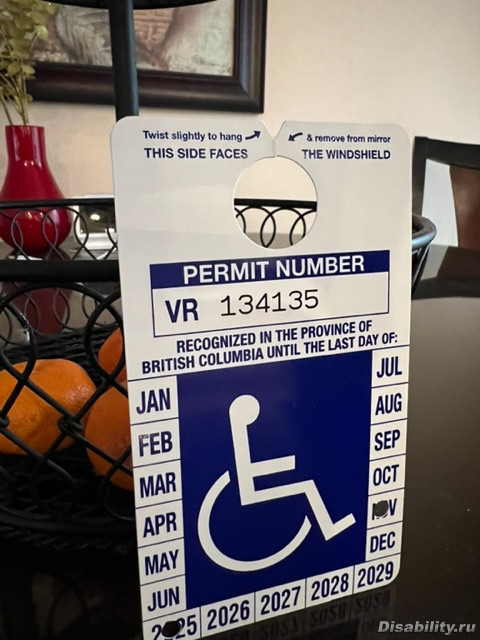 Twist slightly to hang & remove from mirror
THIS SIDE FACES THE WINDSHIELD
PERMIT NUMBER
VR 134135
RECOGNIZED IN THE PROVINCE OF
BRITISH COLUMBIA UNTIL THE LAST DAY OF:
JAN
FEB
MAR
APR
MAY
JUN
JUL
AUG
SEP
OCT
DEC
2026 2027 2028 2029
Disability.ru